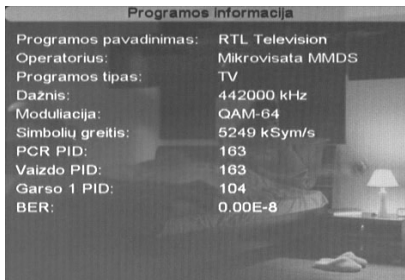 Programos informacija
Programos pavadinimas: RTL Television
Operatorius: Mikrovisata MMDS
Programos tipas: TV
Dažnis: 442000 kHz
Moduliacija: QAM-64
Simbolių greitis: 5249 kSym/s
PCR PID: 163
Vaizdo PID: 163
Garso 1 PID: 104
BER: 0.00E-8